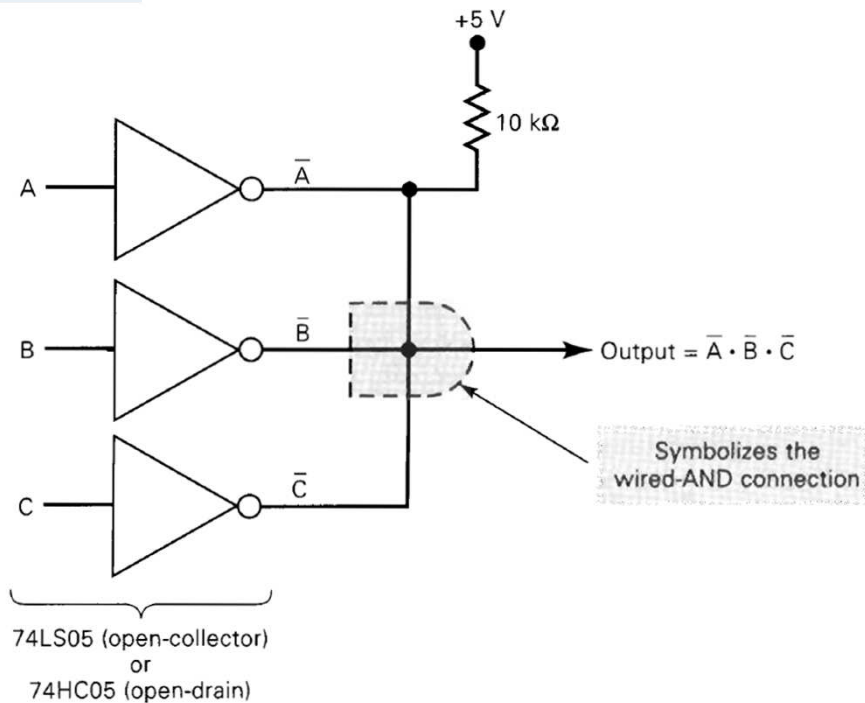 +5 V
10 kΩ
A
A̅
B
B̅
Output = A̅ · B̅ · C̅
Symbolizes the
wired-AND connection
C
C̅
74LS05 (open-collector)
or
74HC05 (open-drain)